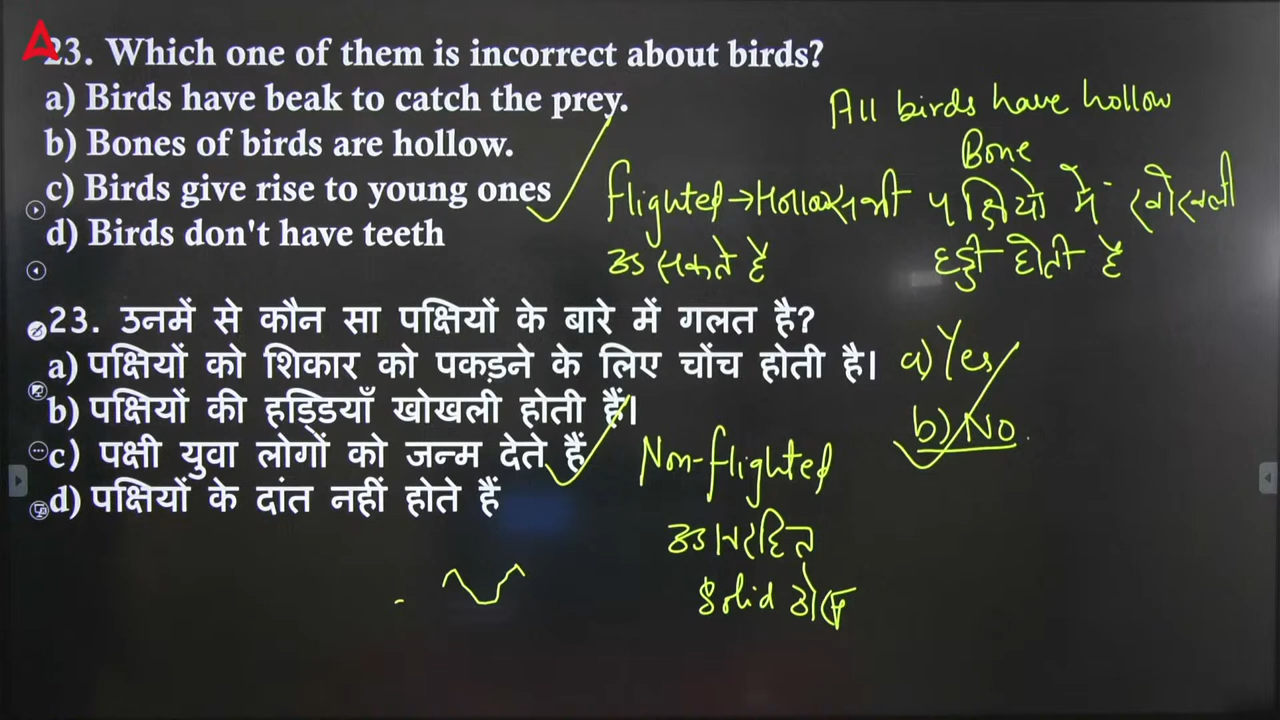 23. Which one of them is incorrect about birds?
a) Birds have beak to catch the prey.
b) Bones of birds are hollow.
c) Birds give rise to young ones
d) Birds don't have teeth
All birds have hollow
Bone
पक्षियो में खोखली
हड्डी होती है
flighted →
उड़ सकते है
23. उनमें से कौन सा पक्षियों के बारे में गलत है?
a) पक्षियों को शिकार को पकड़ने के लिए चोंच होती है।
b) पक्षियों की हड्डियाँ खोखली होती हैं।
c) पक्षी युवा लोगों को जन्म देते हैं
d) पक्षियों के दांत नहीं होते हैं
a) Yes
b) No
Non-flighted
Solid ठोस